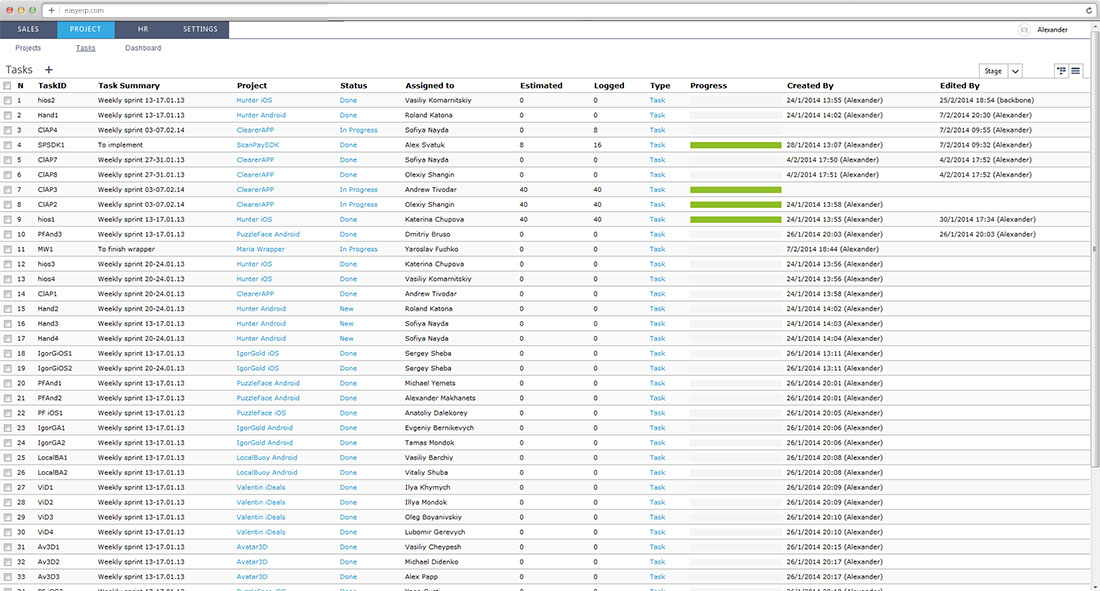 easyerp.com
SALES PROJECT HR SETTINGS Alexander
Projects Tasks Dashboard
Tasks + Stage
N TaskID Task Summary Project Status Assigned to Estimated Logged Type Progress Created By Edited By
1 hios2 Weekly sprint 13-17.01.13 Hunter iOS Done Vasiliy Komarnitskiy 0 0 Task 24/1/2014 13:55 (Alexander) 25/2/2014 18:54 (backbone)
2 Hand1 Weekly sprint 13-17.01.13 Hunter Android Done Roland Katona 0 0 Task 24/1/2014 14:02 (Alexander) 7/2/2014 20:30 (Alexander)
3 ClAP4 Weekly sprint 03-07.02.14 ClearerAPP In Progress Sofiya Nayda 0 8 Task 7/2/2014 09:55 (Alexander)
4 SPSDK1 To implement ScanPaySDK Done Alex Svatuk 8 16 Task 28/1/2014 13:07 (Alexander) 7/2/2014 09:32 (Alexander)
5 ClAP7 Weekly sprint 27-31.01.13 ClearerAPP Done Sofiya Nayda 0 0 Task 4/2/2014 17:50 (Alexander) 4/2/2014 17:52 (Alexander)
6 ClAP8 Weekly sprint 27-31.01.13 ClearerAPP Done Olexiy Shangin 0 0 Task 4/2/2014 17:51 (Alexander) 4/2/2014 17:52 (Alexander)
7 ClAP3 Weekly sprint 03-07.02.14 ClearerAPP In Progress Andrew Tivodar 40 40 Task
8 ClAP2 Weekly sprint 03-07.02.14 ClearerAPP In Progress Olexiy Shangin 40 40 Task 24/1/2014 13:58 (Alexander)
9 hios1 Weekly sprint 13-17.01.13 Hunter iOS Done Katerina Chupova 40 40 Task 24/1/2014 13:55 (Alexander) 30/1/2014 17:34 (Alexander)
10 PFAnd3 Weekly sprint 13-17.01.13 PuzzleFace Android Done Dmitriy Bruso 0 0 Task 26/1/2014 20:03 (Alexander) 26/1/2014 20:03 (Alexander)
11 MW1 To finish wrapper Maria Wrapper In Progress Yaroslav Fuchko 0 0 Task 7/2/2014 18:44 (Alexander)
12 hios3 Weekly sprint 20-24.01.13 Hunter iOS Done Katerina Chupova 0 0 Task 24/1/2014 13:56 (Alexander)
13 hios4 Weekly sprint 20-24.01.13 Hunter iOS Done Vasiliy Komarnitskiy 0 0 Task 24/1/2014 13:56 (Alexander)
14 ClAP1 Weekly sprint 20-24.01.13 ClearerAPP Done Andrew Tivodar 0 0 Task 24/1/2014 13:58 (Alexander)
15 Hand2 Weekly sprint 20-24.01.13 Hunter Android New Roland Katona 0 0 Task 24/1/2014 14:02 (Alexander)
16 Hand3 Weekly sprint 13-17.01.13 Hunter Android New Sofiya Nayda 0 0 Task 24/1/2014 14:03 (Alexander)
17 Hand4 Weekly sprint 20-24.01.13 Hunter Android New Sofiya Nayda 0 0 Task 24/1/2014 14:04 (Alexander)
18 IgorGiOS1 Weekly sprint 13-17.01.13 IgorGold iOS Done Sergey Sheba 0 0 Task 26/1/2014 13:11 (Alexander)
19 IgorGiOS2 Weekly sprint 20-24.01.13 IgorGold iOS Done Sergey Sheba 0 0 Task 26/1/2014 13:11 (Alexander)
20 PFAnd1 Weekly sprint 13-17.01.13 PuzzleFace Android Done Michael Yemets 0 0 Task 26/1/2014 20:01 (Alexander)
21 PFAnd2 Weekly sprint 13-17.01.13 PuzzleFace Android Done Alexander Makhanets 0 0 Task 26/1/2014 20:01 (Alexander)
22 PF iOS1 Weekly sprint 13-17.01.13 PuzzleFace iOS Done Anatoliy Dalekorey 0 0 Task 26/1/2014 20:05 (Alexander)
23 IgorGA1 Weekly sprint 13-17.01.13 IgorGold Android Done Evgeniy Bernikevych 0 0 Task 26/1/2014 20:06 (Alexander)
24 IgorGA2 Weekly sprint 13-17.01.13 IgorGold Android Done Tamas Mondok 0 0 Task 26/1/2014 20:06 (Alexander)
25 LocalBA1 Weekly sprint 13-17.01.13 LocalBuoy Android Done Vasiliy Barchiy 0 0 Task 26/1/2014 20:08 (Alexander)
26 LocalBA2 Weekly sprint 13-17.01.13 LocalBuoy Android Done Vitaliy Shuba 0 0 Task 26/1/2014 20:08 (Alexander)
27 ViD1 Weekly sprint 13-17.01.13 Valentin iDeals Done Ilya Khymych 0 0 Task 26/1/2014 20:09 (Alexander)
28 ViD2 Weekly sprint 13-17.01.13 Valentin iDeals Done Illya Mondok 0 0 Task 26/1/2014 20:09 (Alexander)
29 ViD3 Weekly sprint 13-17.01.13 Valentin iDeals Done Oleg Boyanivskiy 0 0 Task 26/1/2014 20:10 (Alexander)
30 ViD4 Weekly sprint 13-17.01.13 Valentin iDeals Done Lubomir Gerevych 0 0 Task 26/1/2014 20:10 (Alexander)
31 Av3D1 Weekly sprint 13-17.01.13 Avatar3D Done Vasiliy Cheypesh 0 0 Task 26/1/2014 20:15 (Alexander)
32 Av3D2 Weekly sprint 13-17.01.13 Avatar3D Done Michael Didenko 0 0 Task 26/1/2014 20:17 (Alexander)
33 Av3D3 Weekly sprint 13-17.01.13 Avatar3D Done Alex Papp 0 0 Task 26/1/2014 20:17 (Alexander)